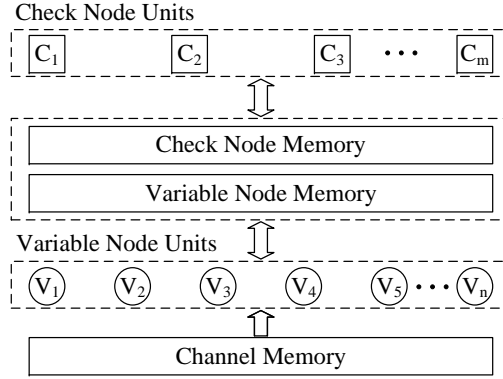 Check Node Units
C₁ C₂ C₃ ··· Cₘ
Check Node Memory
Variable Node Memory
Variable Node Units
V₁ V₂ V₃ V₄ V₅ ··· Vₙ
Channel Memory